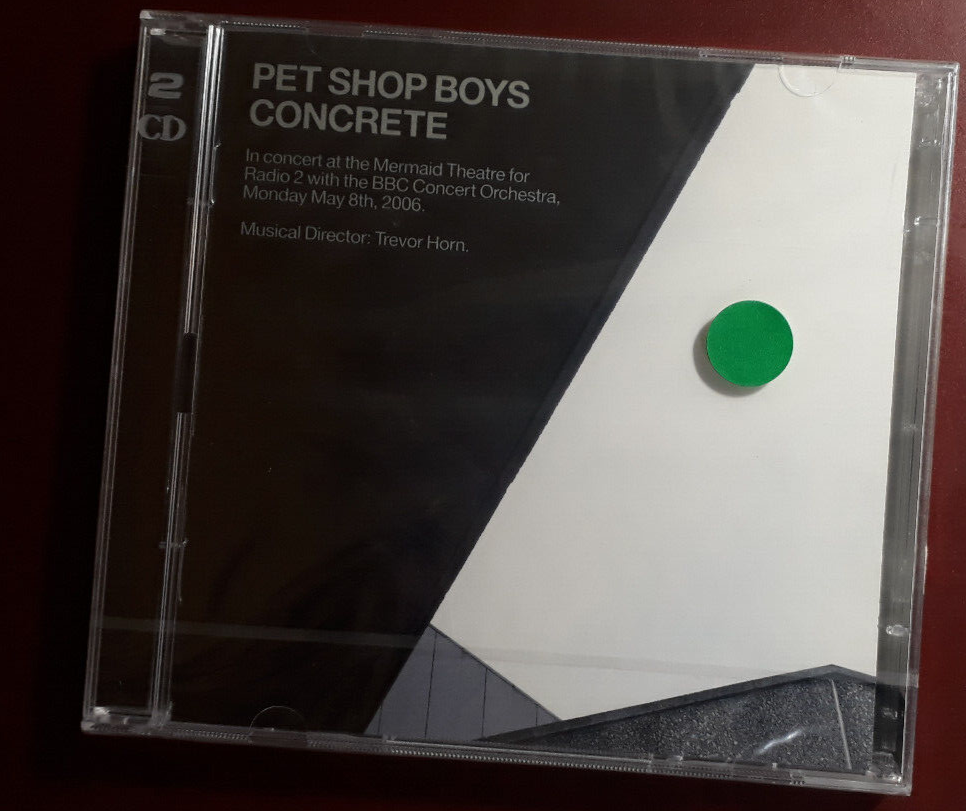 2
CD
PET SHOP BOYS
CONCRETE
In concert at the Mermaid Theatre for
Radio 2 with the BBC Concert Orchestra,
Monday May 8th, 2006.
Musical Director: Trevor Horn.